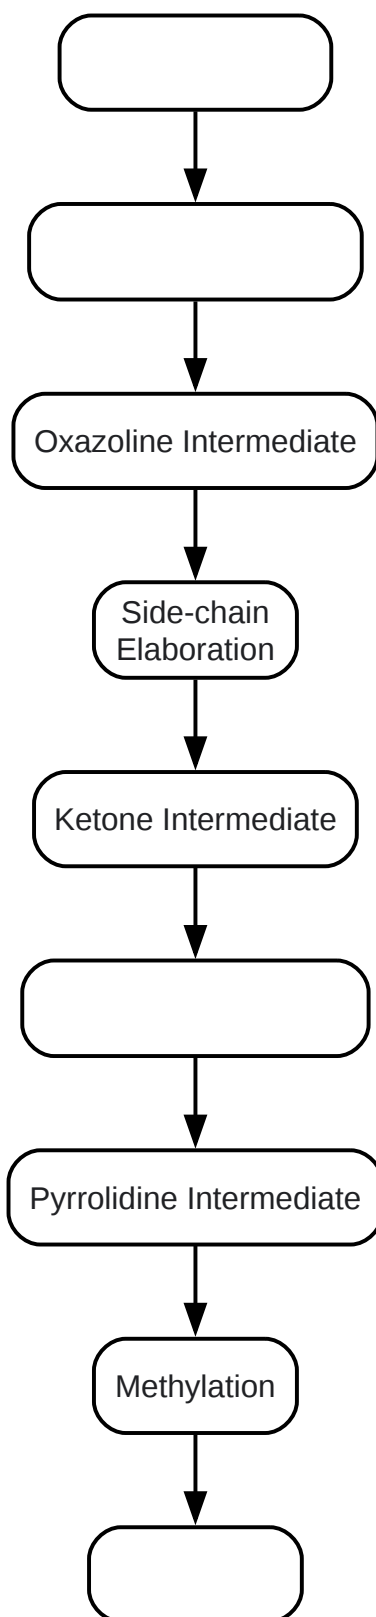 Oxazoline Intermediate
Side-chain
Elaboration
Ketone Intermediate
Pyrrolidine Intermediate
Methylation